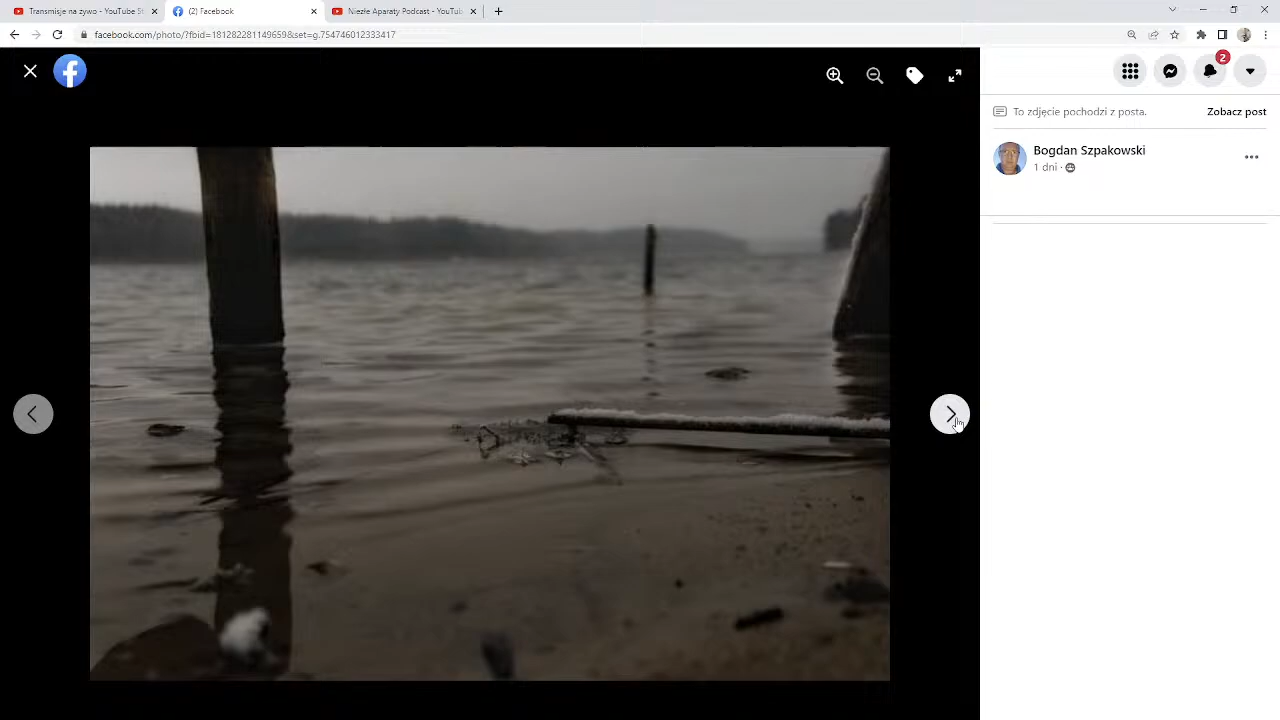 Transmisje na żywo - YouTube St
(2) Facebook
Niezłe Aparaty Podcast - YouTub
facebook.com/photo/?fbid=181282281149659&set=g.754746012333417
2
To zdjęcie pochodzi z posta.
Zobacz post
Bogdan Szpakowski
1 dni ·